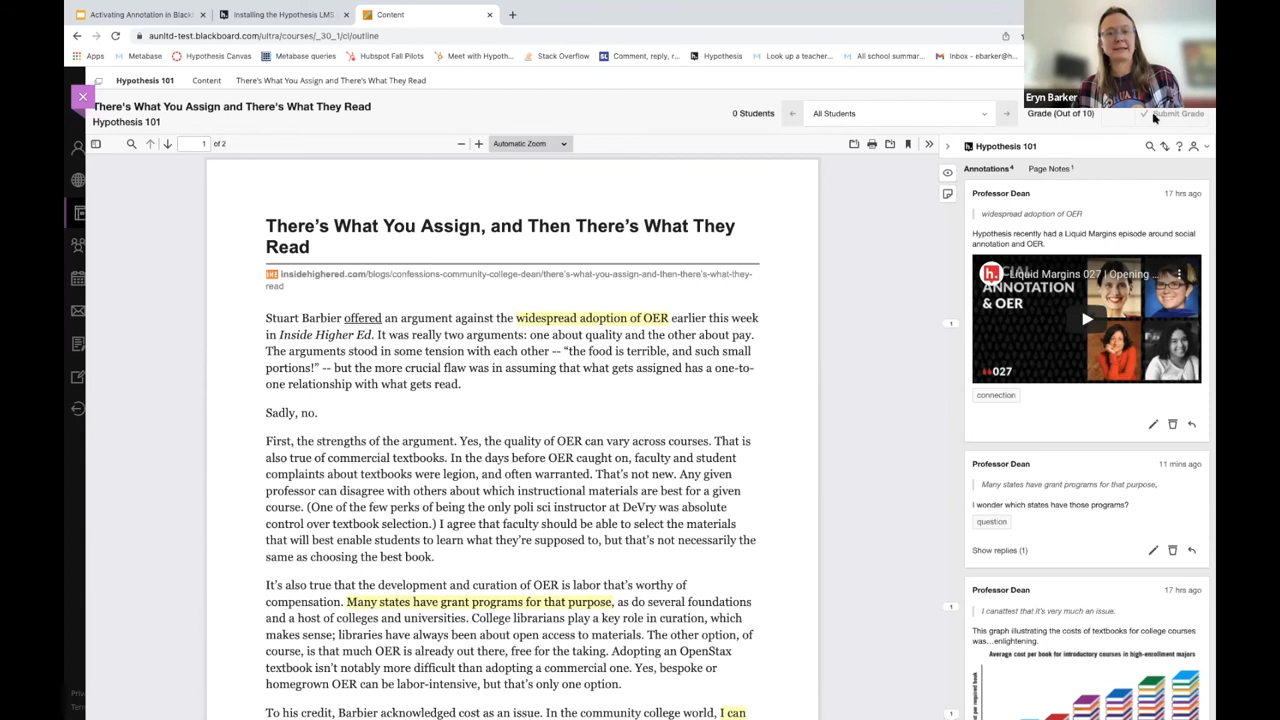 Activating Annotation in Black
Installing the Hypothesis LMS
Content
aunltd-test.blackboard.com/ultra/courses/_30_1/cl/outline
Apps
Metabase
Hypothesis Canvas
Metabase queries
Hubspot Fall Pilots
Meet with Hypoth...
Stack Overflow
Comment, reply, r...
Hypothesis
Look up a teacher...
All school summar...
Inbox - ebarker@h...
Eryn Barker
Hypothesis 101
Content
There's What You Assign and There's What They Read
There's What You Assign and There's What They Read
Hypothesis 101
0 Students
All Students
Grade (Out of 10)
Submit Grade
1 of 2
Automatic Zoom
There's What You Assign, and Then There's What They
Read
insidehighered.com/blogs/confessions-community-college-dean/there's-what-you-assign-and-then-there's-what-they-
read
Stuart Barbier offered an argument against the widespread adoption of OER earlier this week
in Inside Higher Ed. It was really two arguments: one about quality and the other about pay.
The arguments stood in some tension with each other -- “the food is terrible, and such small
portions!” -- but the more crucial flaw was in assuming that what gets assigned has a one-to-
one relationship with what gets read.
Sadly, no.
First, the strengths of the argument. Yes, the quality of OER can vary across courses. That is
also true of commercial textbooks. In the days before OER caught on, faculty and student
complaints about textbooks were legion, and often warranted. That's not new. Any given
professor can disagree with others about which instructional materials are best for a given
course. (One of the few perks of being the only poli sci instructor at DeVry was absolute
control over textbook selection.) I agree that faculty should be able to select the materials
that will best enable students to learn what they're supposed to, but that's not necessarily the
same as choosing the best book.
It's also true that the development and curation of OER is labor that's worthy of
compensation. Many states have grant programs for that purpose, as do several foundations
and a host of colleges and universities. College librarians play a key role in curation, which
makes sense; libraries have always been about open access to materials. The other option, of
course, is that much OER is already out there, free for the taking. Adopting an OpenStax
textbook isn't notably more difficult than adopting a commercial one. Yes, bespoke or
homegrown OER can be labor-intensive, but that's only one option.
To his credit, Barbier acknowledged cost as an issue. In the community college world, I can
1
1
1
Hypothesis 101
Annotations 4
Page Notes 1
Professor Dean
17 hrs ago
widespread adoption of OER
Hypothesis recently had a Liquid Margins episode around social
annotation and OER.
h.
Liquid Margins 027 | Opening ...
ANNOTATION
& OER
027
connection
Professor Dean
11 mins ago
Many states have grant programs for that purpose,
I wonder which states have those programs?
question
Show replies (1)
Professor Dean
17 hrs ago
I canattest that it's very much an issue.
This graph illustrating the costs of textbooks for college courses
was...enlightening.
Average cost per book for introductory courses in high-enrollment majors